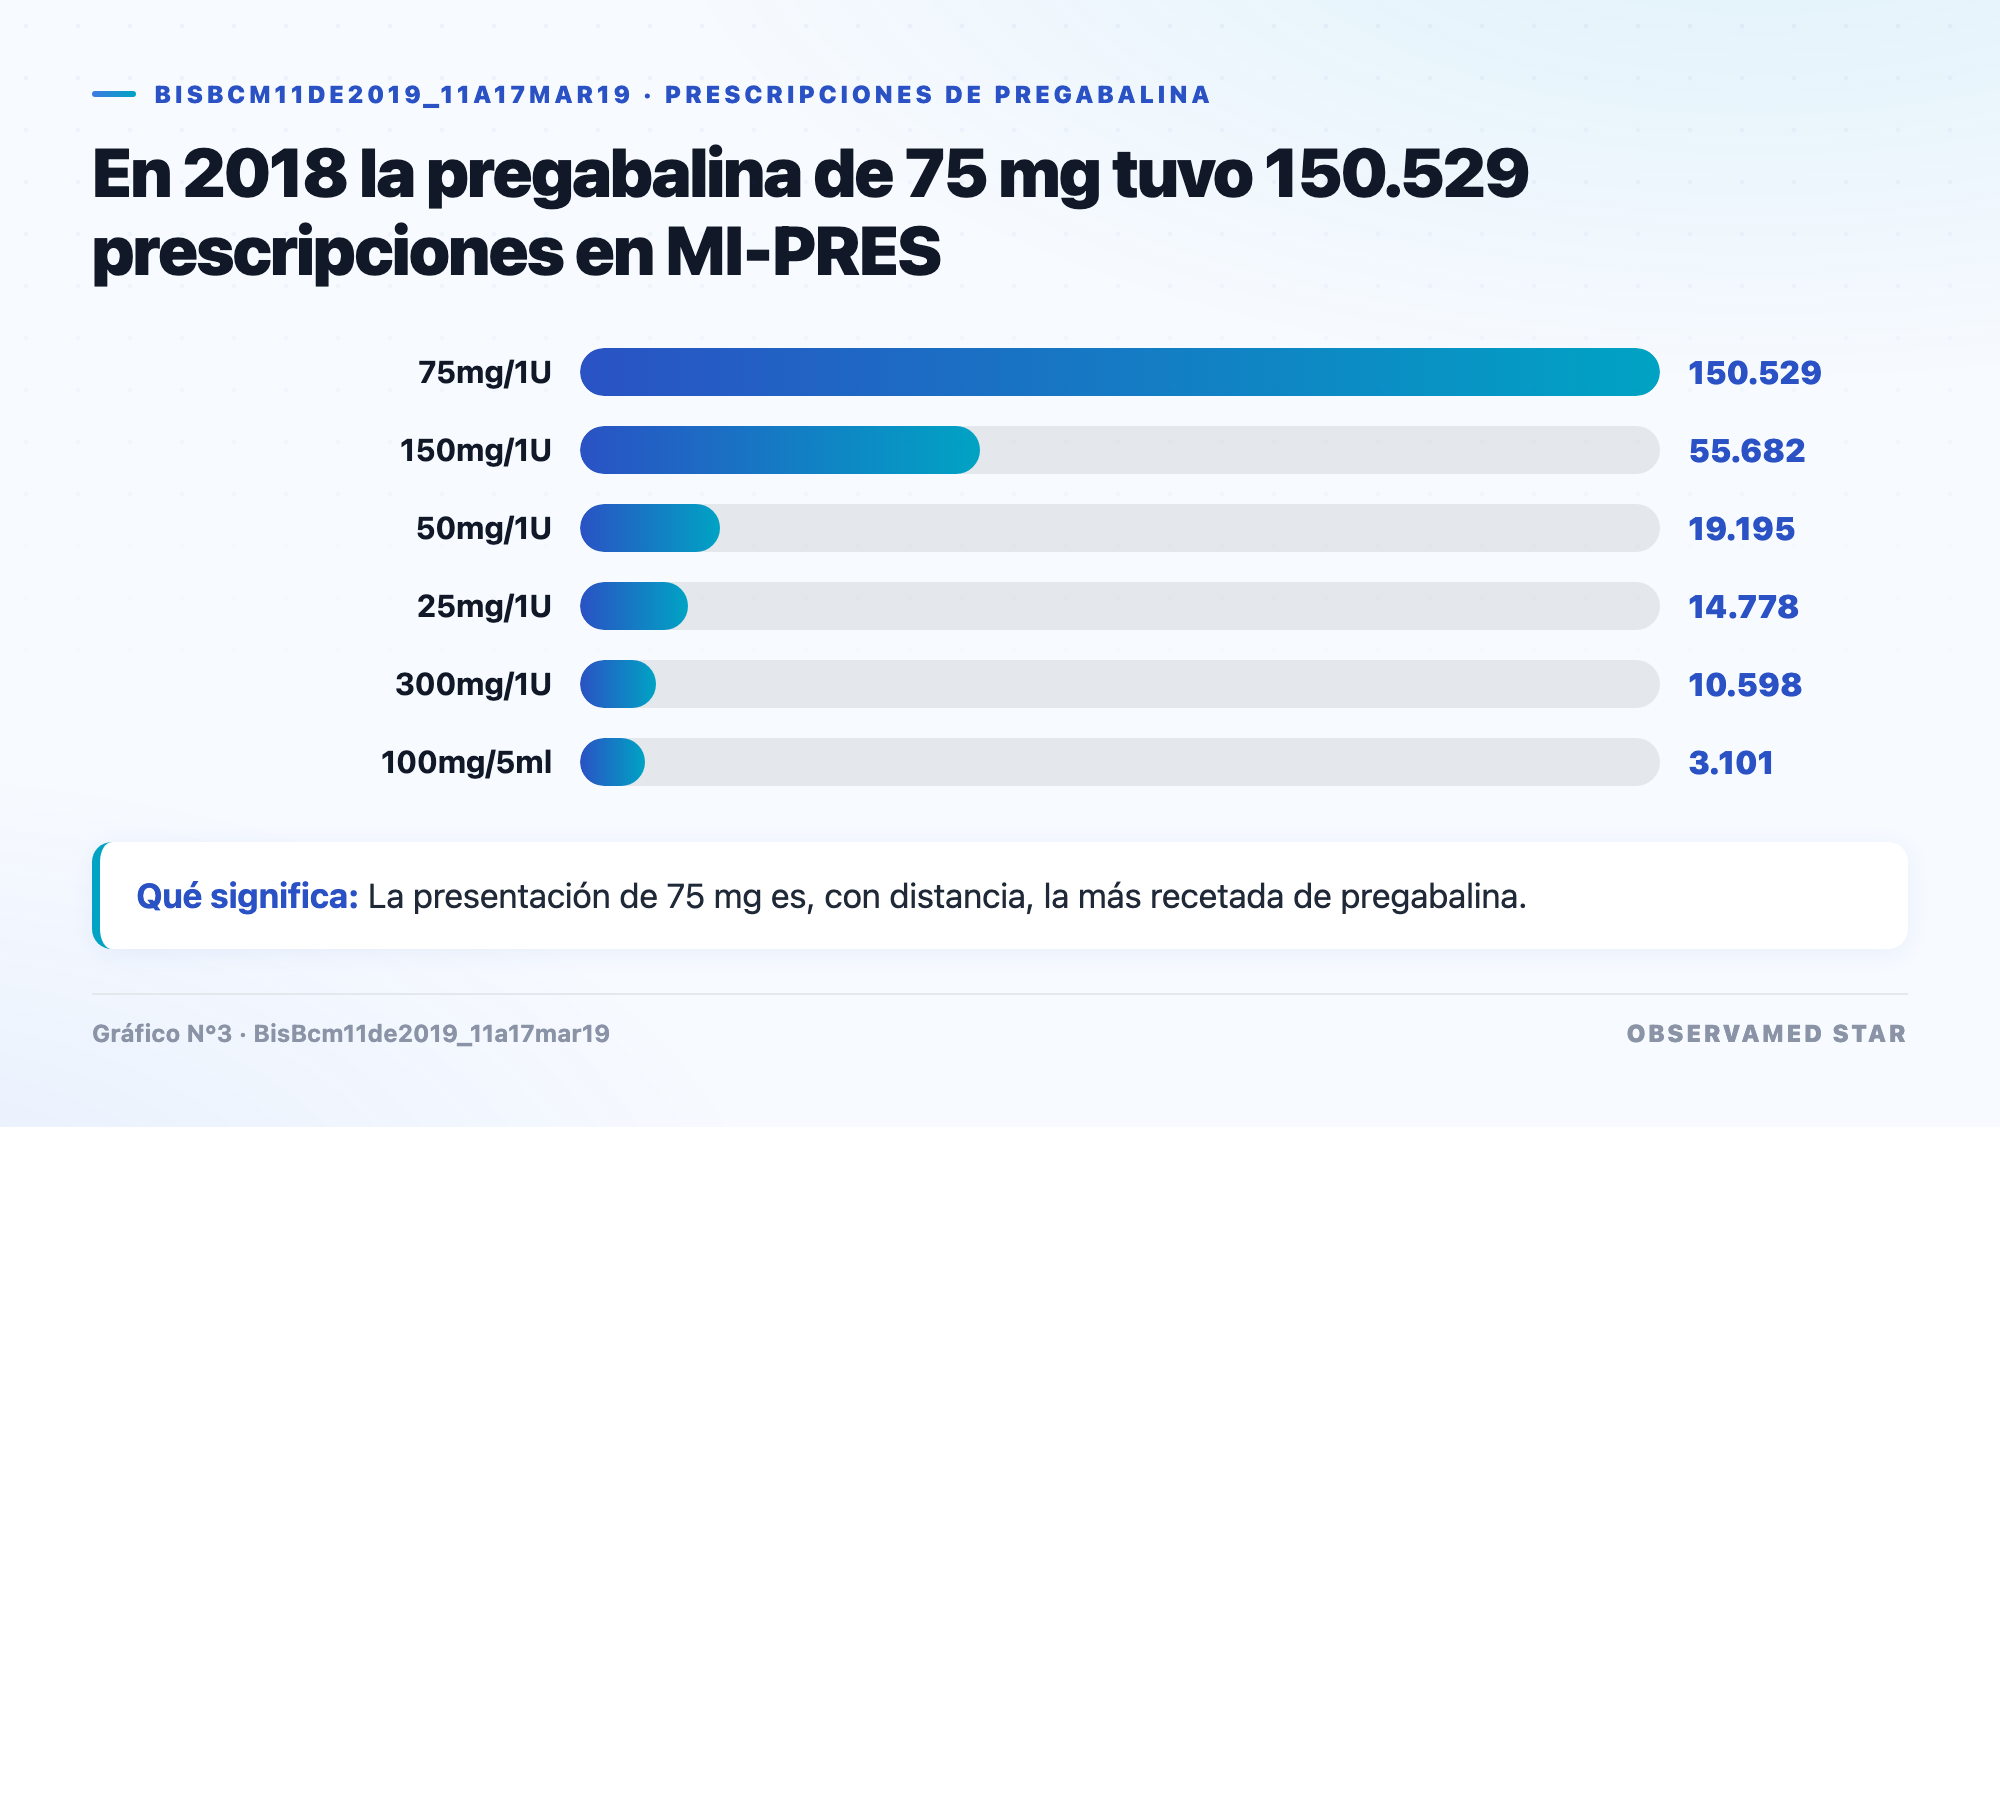 BISBCM11DE2019_11A17MAR19 · PRESCRIPCIONES DE PREGABALINA
En 2018 la pregabalina de 75 mg tuvo 150.529
prescripciones en MI-PRES
75mg/1U 150.529
150mg/1U 55.682
50mg/1U 19.195
25mg/1U 14.778
300mg/1U 10.598
100mg/5ml 3.101
Qué significa: La presentación de 75 mg es, con distancia, la más recetada de pregabalina.
Gráfico N°3 · BisBcm11de2019_11a17mar19 OBSERVAMED STAR